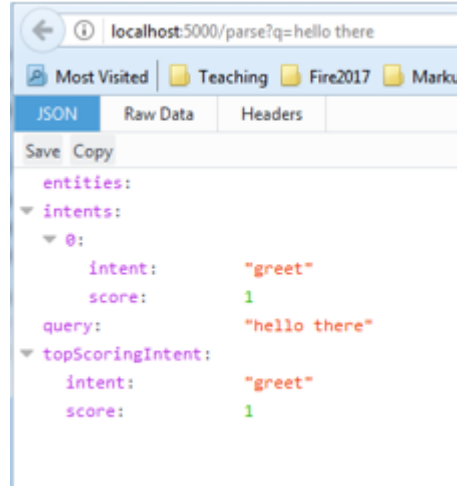 localhost:5000/parse?q=hello there
Most Visited Teaching Fire2017 Marku
JSON Raw Data Headers
Save Copy
entities:
intents:
0:
intent: "greet"
score: 1
query: "hello there"
topScoringIntent:
intent: "greet"
score: 1